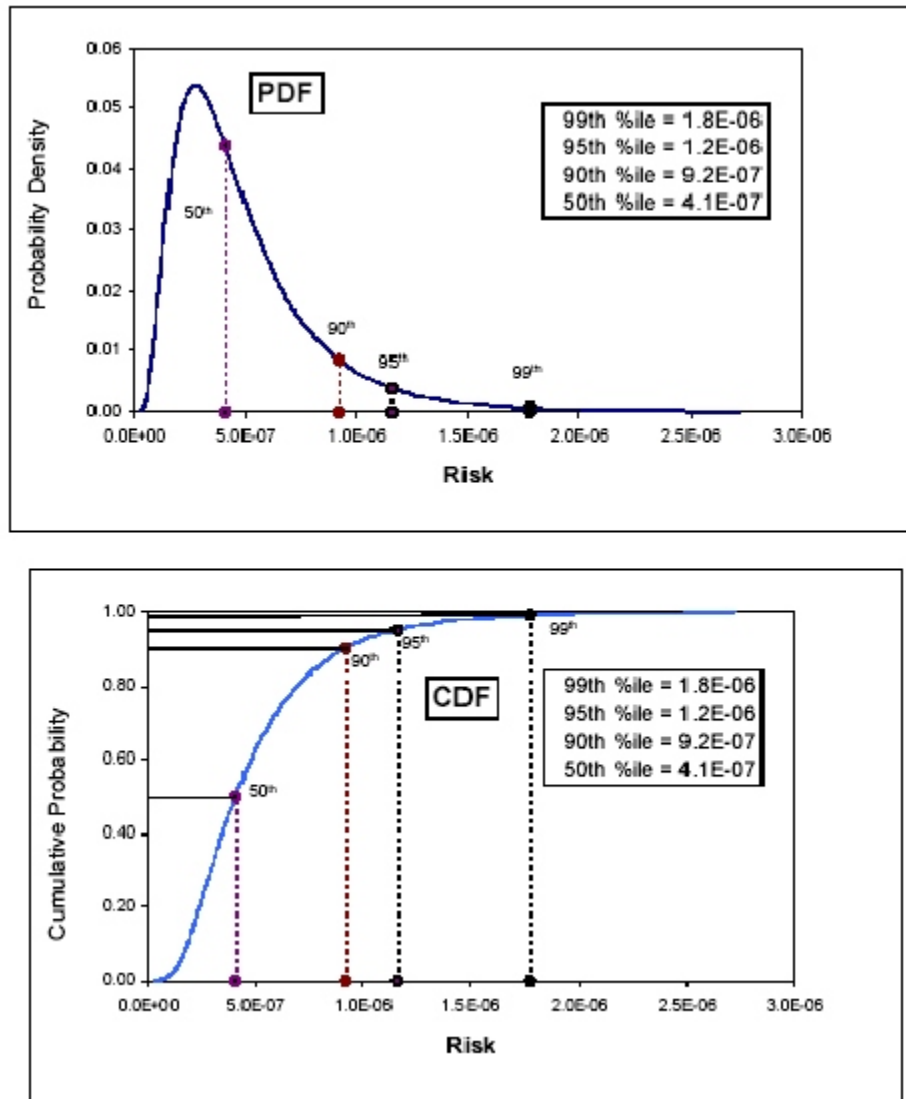 0.06
PDF
0.05
0.04
0.03
0.02
0.01
0.00
Probability Density
99th %ile = 1.8E-06
95th %ile = 1.2E-06
90th %ile = 9.2E-07
50th %ile = 4.1E-07
50th
90th
95th
99th
0.0E+00 5.0E-07 1.0E-06 1.5E-06 2.0E-06 2.5E-06 3.0E-06
Risk
1.00
0.80
0.60
0.40
0.20
0.00
Cumulative Probability
99th
95th
90th
50th
CDF
99th %ile = 1.8E-06
95th %ile = 1.2E-06
90th %ile = 9.2E-07
50th %ile = 4.1E-07
0.0E+00 5.0E-07 1.0E-06 1.5E-06 2.0E-06 2.5E-06 3.0E-06
Risk